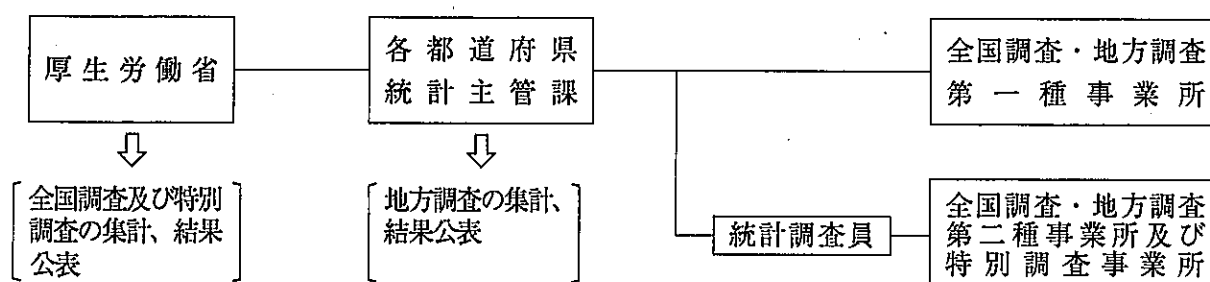 厚生労働省
各都道府県
統計主管課
全国調査・地方調査
第一種事業所
全国調査及び特別
調査の集計、結果
公表
地方調査の集計、
結果公表
統計調査員
全国調査・地方調査
第二種事業所及び
特別調査事業所